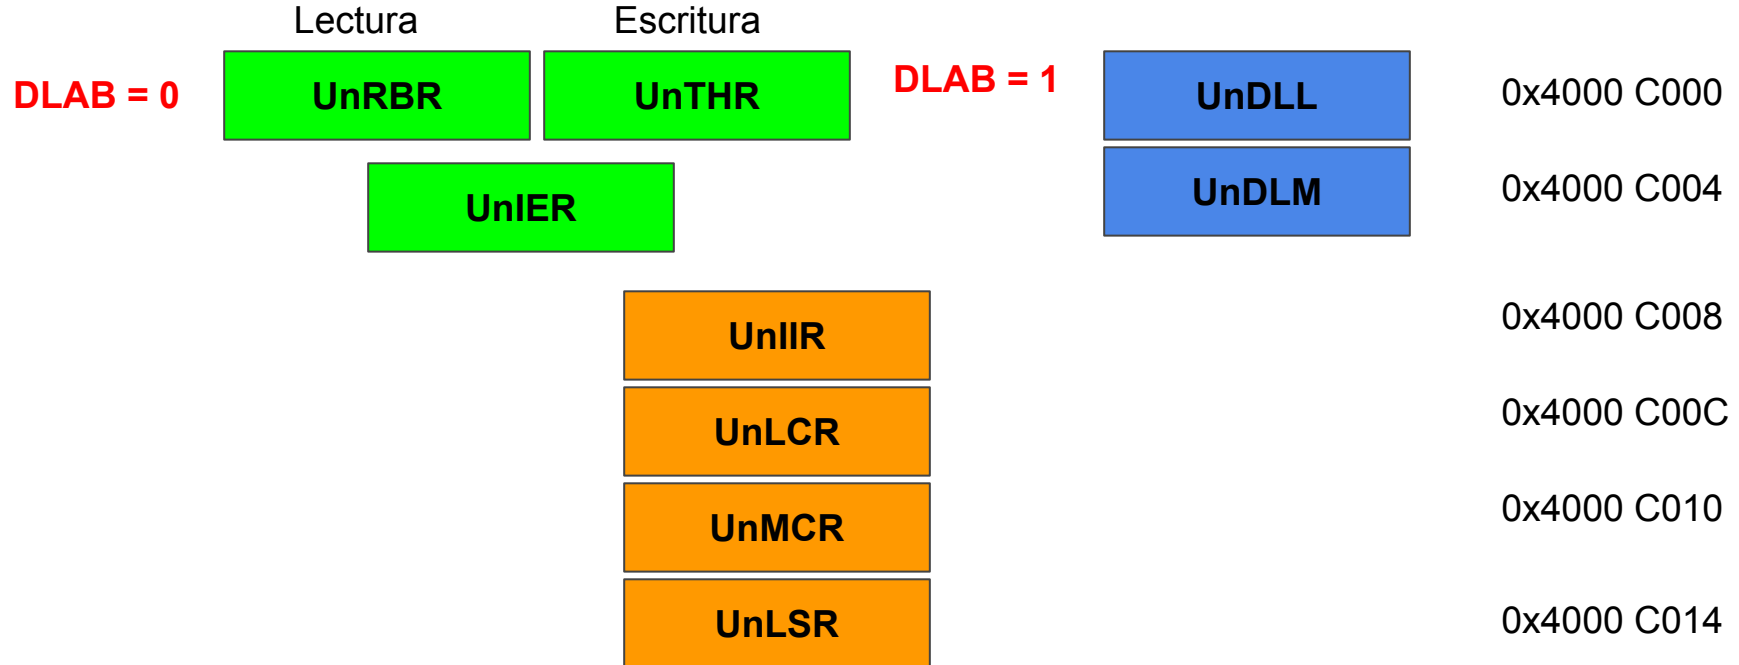 Lectura Escritura
DLAB = 0 UnRBR UnTHR DLAB = 1 UnDLL 0x4000 C000
UnIER UnDLM 0x4000 C004
UnIIR 0x4000 C008
UnLCR 0x4000 C00C
UnMCR 0x4000 C010
UnLSR 0x4000 C014